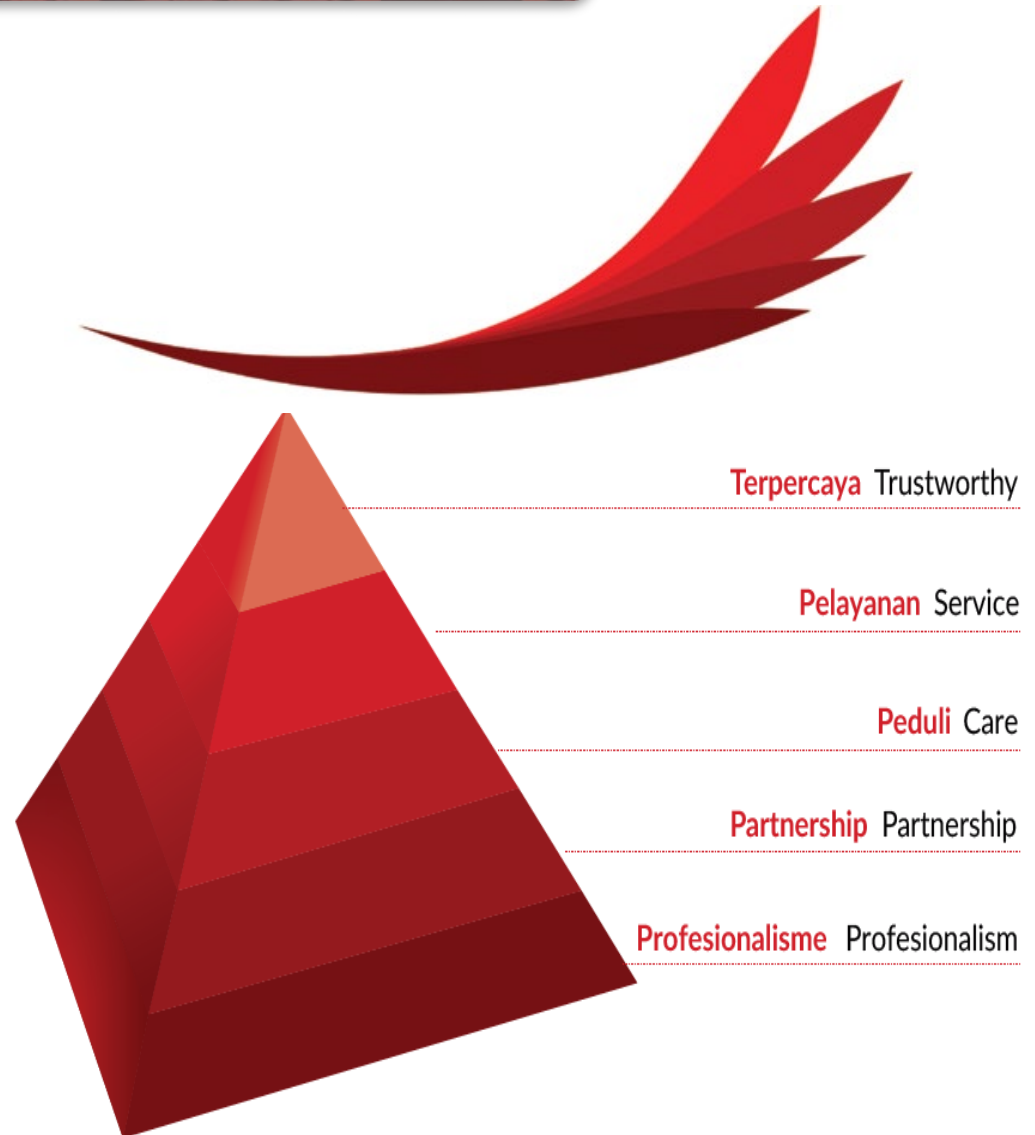 Terpercaya Trustworthy
Pelayanan Service
Peduli Care
Partnership Partnership
Profesionalisme Profesionalism